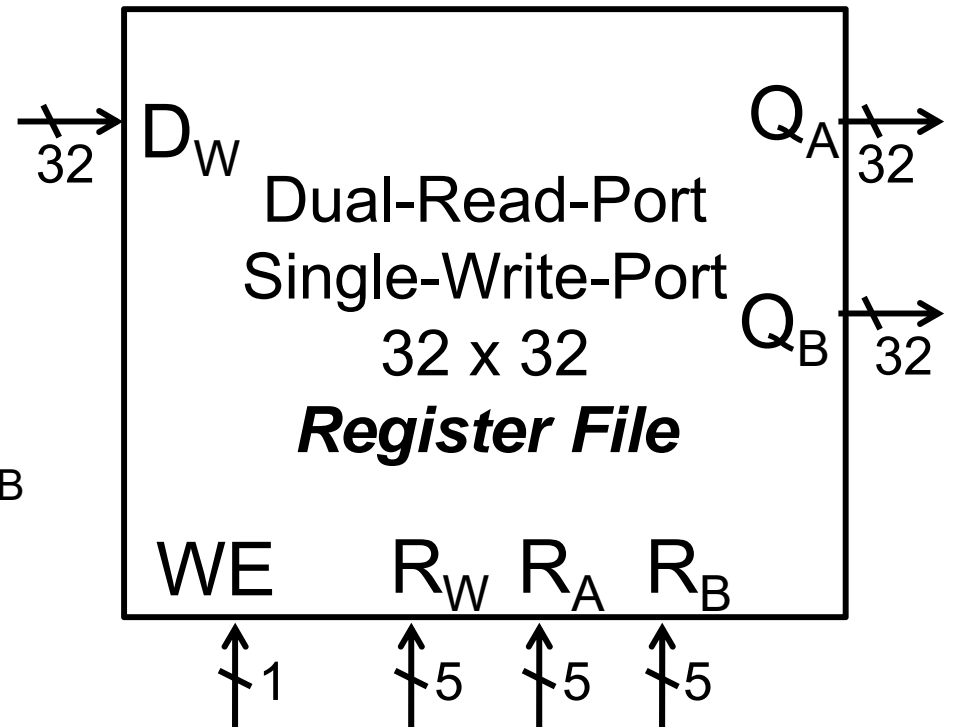 D_W Q_A
32 32
Dual-Read-Port
Single-Write-Port
Q_B
32 x 32 32
Register File
B
WE R_W R_A R_B
1 5 5 5